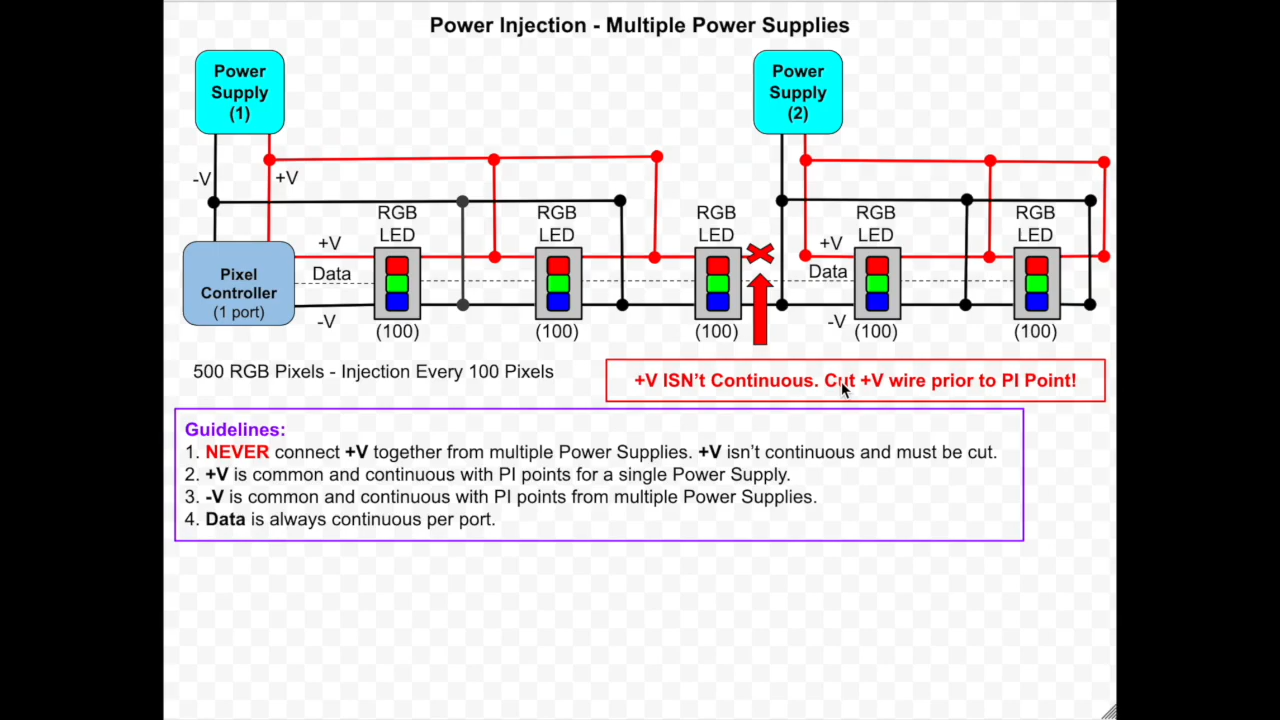 Power Injection - Multiple Power Supplies
Power
Supply
(1)
Power
Supply
(2)
-V
+V
RGB
LED
RGB
LED
RGB
LED
RGB
LED
RGB
LED
+V
+V
Data
Data
Pixel
Controller
(1 port)
-V
-V
(100)
(100)
(100)
(100)
(100)
500 RGB Pixels - Injection Every 100 Pixels
+V ISN't Continuous. Cut +V wire prior to PI Point!
Guidelines:
1. NEVER connect +V together from multiple Power Supplies. +V isn't continuous and must be cut.
2. +V is common and continuous with PI points for a single Power Supply.
3. -V is common and continuous with PI points from multiple Power Supplies.
4. Data is always continuous per port.